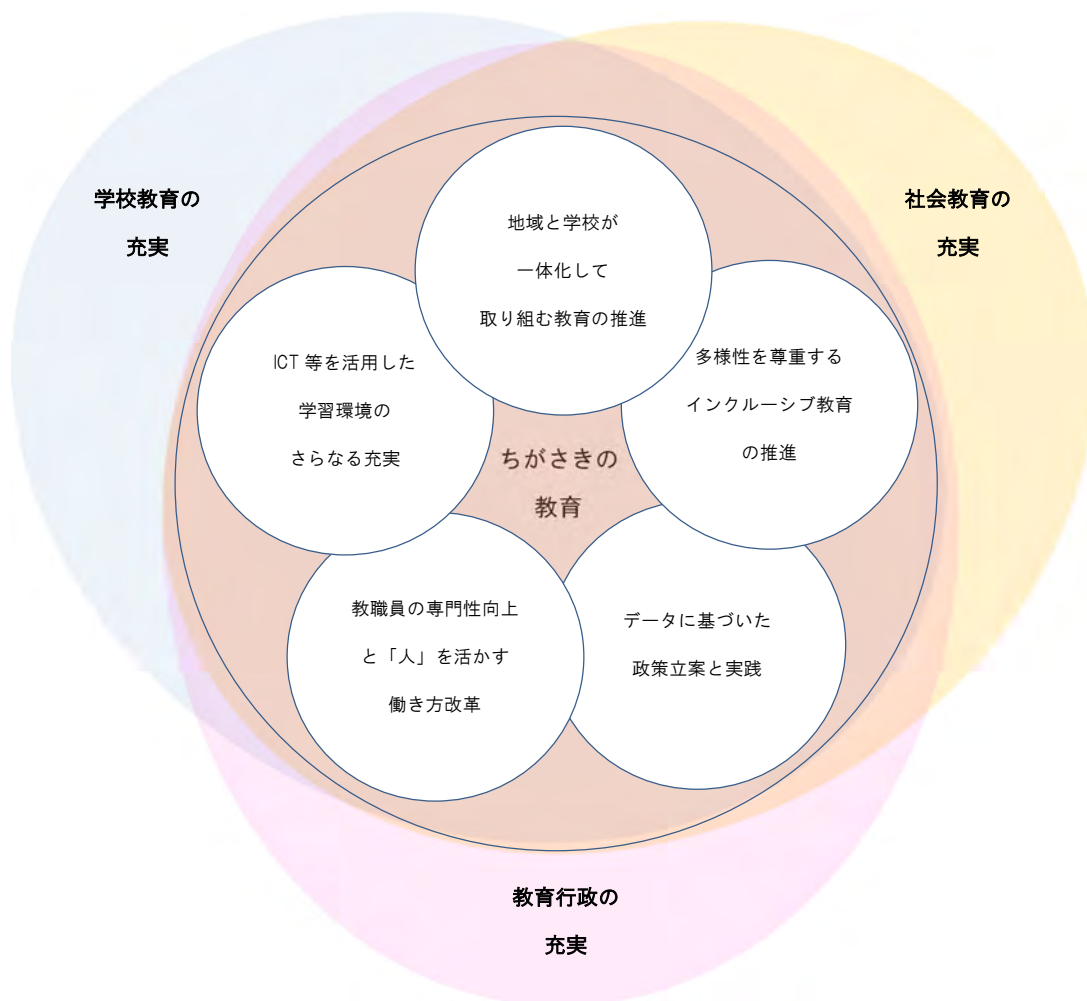 学校教育の
充実
社会教育の
充実
地域と学校が
一体化して
取り組む教育の推進
ICT 等を活用した
学習環境の
さらなる充実
多様性を尊重する
インクルーシブ教育
の推進
ちがさきの
教育
教職員の専門性向上
と「人」を活かす
働き方改革
データに基づいた
政策立案と実践
教育行政の
充実